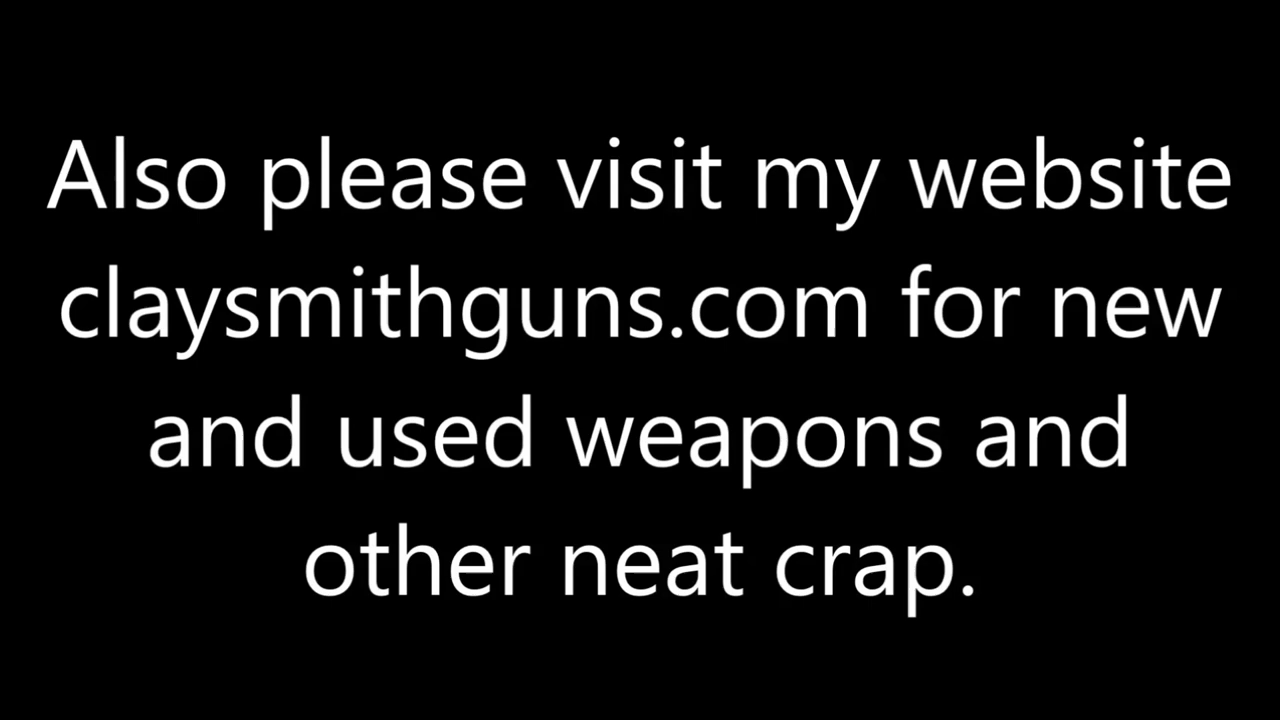 Also please visit my website
claysmithguns.com for new
and used weapons and
other neat crap.